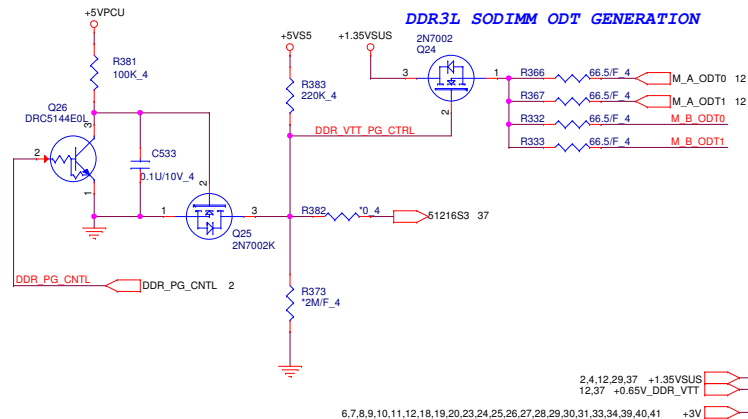 DDR3L SODIMM ODT GENERATION
+5VPCU
+5VS5
+1.35VSUS
2N7002
Q24
R381
100K_4
R383
220K_4
3
1
2
R366
66.5/F_4
M_A_ODT0 12
R367
66.5/F_4
M_A_ODT1 12
R332
66.5/F_4
M_B_ODT0
R333
66.5/F_4
M_B_ODT1
Q26
DRC5144E0L
3
2
1
DDR_VTT_PG_CTRL
C533
0.1U/10V_4
2
1
3
Q25
2N7002K
R382
*0_4
51216S3 37
DDR_PG_CNTL
DDR_PG_CNTL 2
R373
*2M/F_4
2,4,12,29,37 +1.35VSUS
12,37 +0.65V_DDR_VTT
6,7,8,9,10,11,12,18,19,20,23,24,25,26,27,28,29,30,31,33,34,39,40,41 +3V